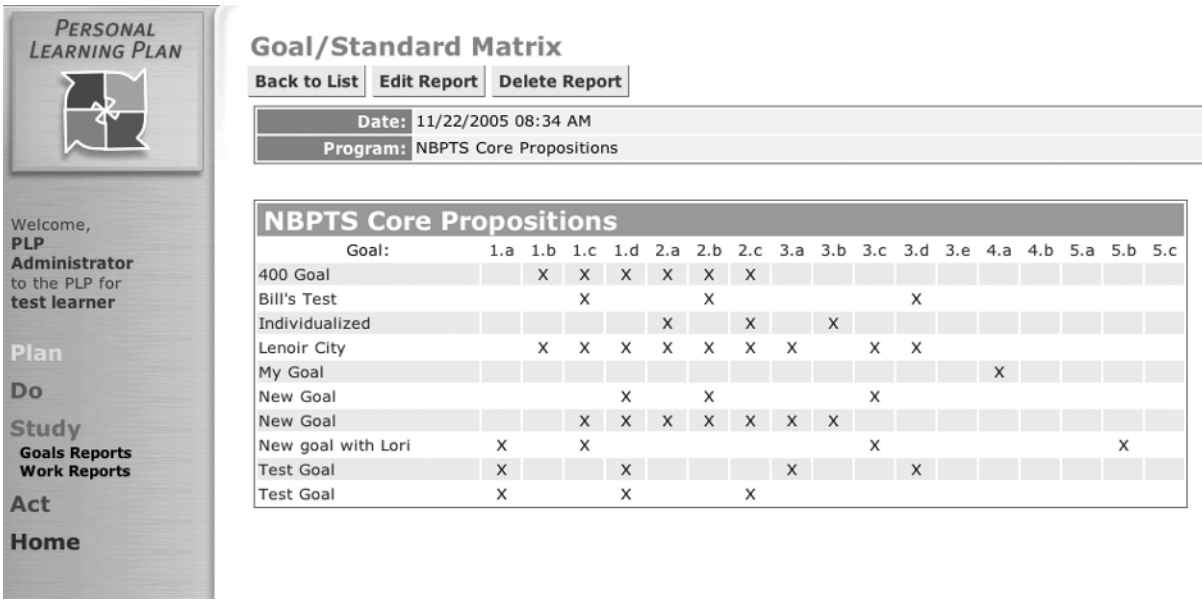 PERSONAL
LEARNING PLAN
Welcome,
PLP
Administrator
to the PLP for
test learner
Plan
Do
Study
Goals Reports
Work Reports
Act
Home
Goal/Standard Matrix
Back to List Edit Report Delete Report
Date: 11/22/2005 08:34 AM
Program: NBPTS Core Propositions
NBPTS Core Propositions
Goal: 1.a 1.b 1.c 1.d 2.a 2.b 2.c 3.a 3.b 3.c 3.d 3.e 4.a 4.b 5.a 5.b 5.c
400 Goal X X X X X X
Bill's Test X X X
Individualized X X X
Lenoir City X X X X X X X X X
My Goal X
New Goal X X X
New Goal X X X X X X X
New goal with Lori X X X X
Test Goal X X X X
Test Goal X X X